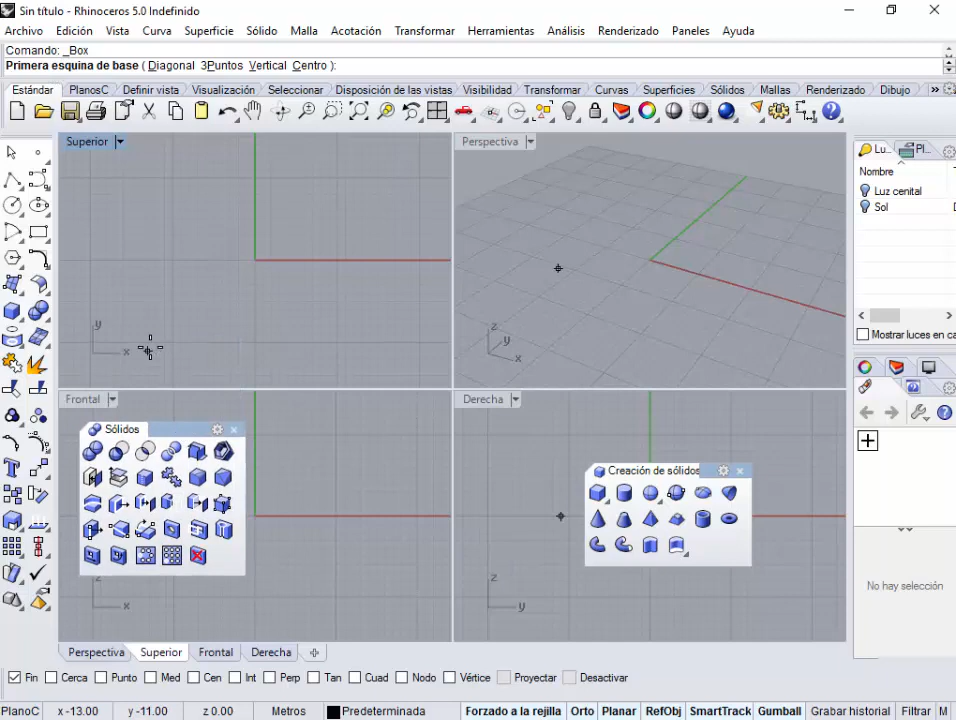 Sin título - Rhinoceros 5.0 Indefinido
Archivo Edición Vista Curva Superficie Sólido Malla Acotación Transformar Herramientas Análisis Renderizado Paneles Ayuda
Comando: _Box
Primera esquina de base ( Diagonal 3Puntos Vertical Centro ):
Estándar PlanosC Definir vista Visualización Seleccionar Disposición de las vistas Visibilidad Transformar Curvas Superficies Sólidos Mallas Renderizado Dibujo »
Superior
Perspectiva
Lu...
Pl...
Nombre
Luz cenital
Sol
D
y
x
z
y
x
Mostrar luces en ca
Frontal
Derecha
Sólidos
Creación de sólidos
No hay selección
z
x
z
y
Perspectiva Superior Frontal Derecha
Fin Cerca Punto Med Cen Int Perp Tan Cuad Nodo Vértice Proyectar Desactivar
PlanoC x -13.00 y -11.00 z 0.00 Metros Predeterminada Forzado a la rejilla Orto Planar RefObj SmartTrack Gumball Grabar historial Filtrar M